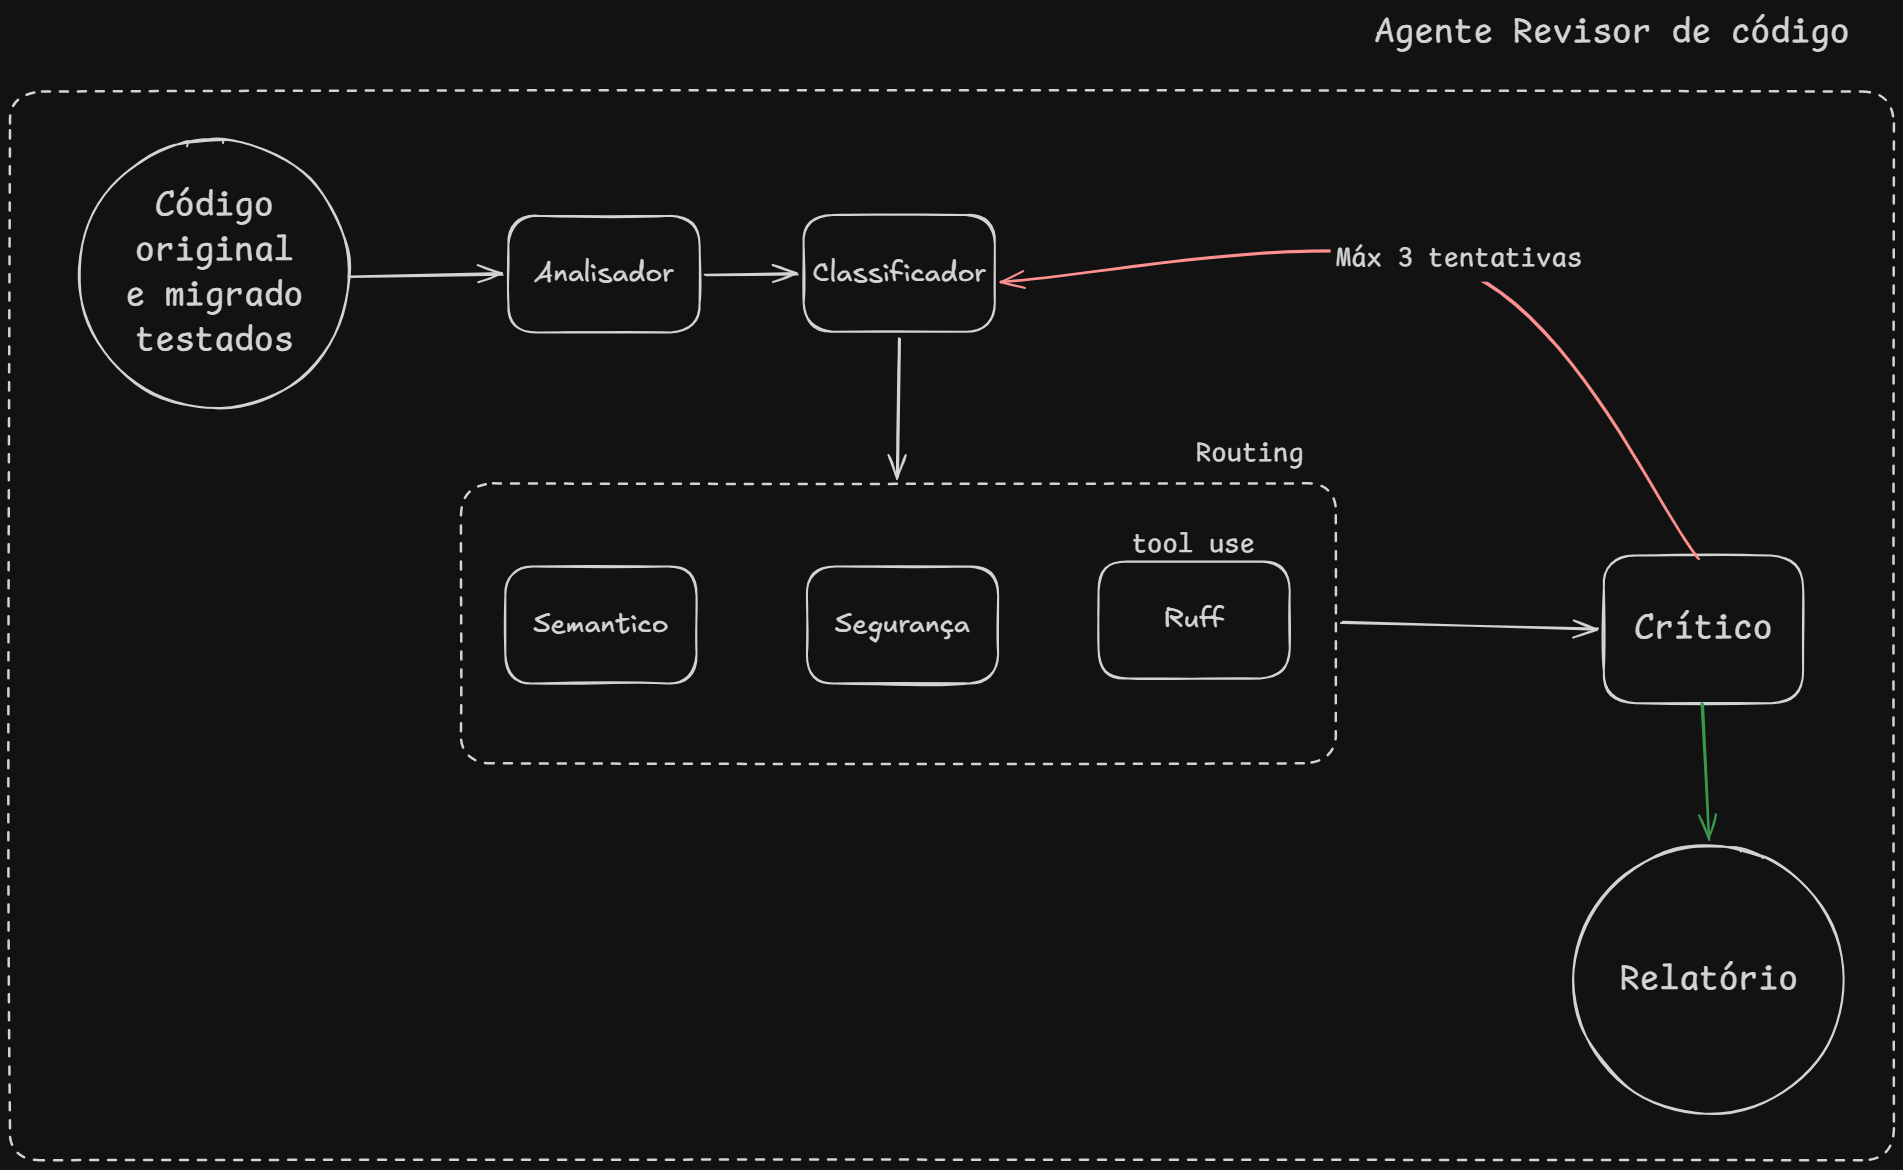 Agente Revisor de código
Código
original
e migrado
testados
Analisador
Classificador
Máx 3 tentativas
Routing
tool use
Semantico
Segurança
Ruff
Crítico
Relatório